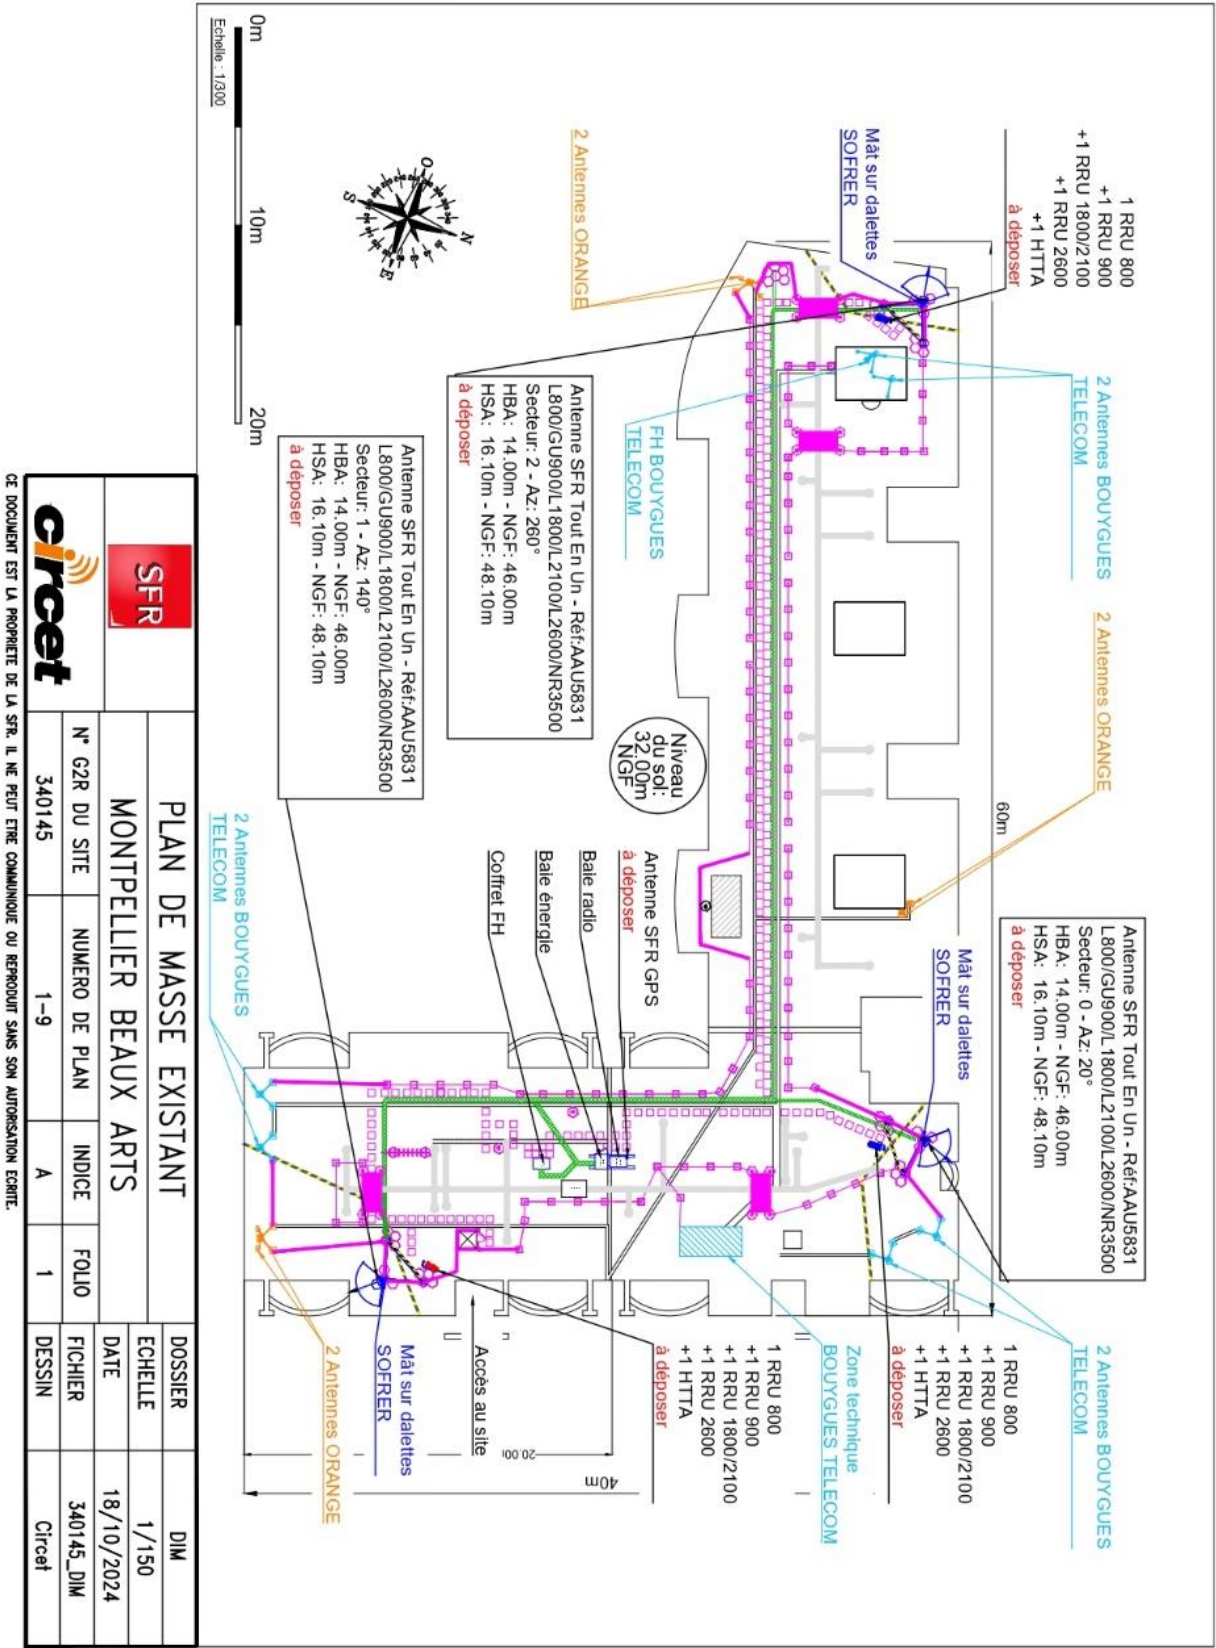 1 RRU 800
+1 RRU 900
+1 RRU 1800/2100
+1 RRU 2600
+1 HTTA
à déposer
2 Antennes BOUYGUES
TELECOM
2 Antennes ORANGE
Antenne SFR Tout En Un - Réf:AAU5831
L800/GU900/L1800/L2100/L2600/NR3500
Secteur: 0 - Az: 20°
HBA: 14.00m - NGF: 46.00m
HSA: 16.10m - NGF: 48.10m
à déposer
2 Antennes BOUYGUES
TELECOM
1 RRU 800
+1 RRU 900
+1 RRU 1800/2100
+1 RRU 2600
+1 HTTA
à déposer
60m
Mât sur dalettes
SOFRER
Mât sur dalettes
SOFRER
Zone technique
BOUYGUES TELECOM
1 RRU 800
+1 RRU 900
+1 RRU 1800/2100
+1 RRU 2600
+1 HTTA
à déposer
FH BOUYGUES
TELECOM
Niveau
du sol:
32.00m
NGF
Antenne SFR GPS
à déposer
Baie radio
Baie énergie
Coffret FH
2 Antennes ORANGE
Antenne SFR Tout En Un - Réf:AAU5831
L800/GU900/L1800/L2100/L2600/NR3500
Secteur: 2 - Az: 260°
HBA: 14.00m - NGF: 46.00m
HSA: 16.10m - NGF: 48.10m
à déposer
Antenne SFR Tout En Un - Réf:AAU5831
L800/GU900/L1800/L2100/L2600/NR3500
Secteur: 1 - Az: 140°
HBA: 14.00m - NGF: 46.00m
HSA: 16.10m - NGF: 48.10m
à déposer
Accès au site
20.00
40m
Mât sur dalettes
SOFRER
2 Antennes ORANGE
2 Antennes BOUYGUES
TELECOM
N
O
E
S
0m
10m
20m
Echelle : 1/300
SFR
circet
PLAN DE MASSE EXISTANT
MONTPELLIER BEAUX ARTS
N° G2R DU SITE
NUMERO DE PLAN
INDICE
FOLIO
340145
1-9
A
1
DOSSIER
DIM
ECHELLE
1/150
DATE
18/10/2024
FICHIER
340145_DIM
DESSIN
Circet
CE DOCUMENT EST LA PROPRIETE DE LA SFR. IL NE PEUT ETRE COMMUNIQUE OU REPRODUIT SANS SON AUTORISATION ECRITE.